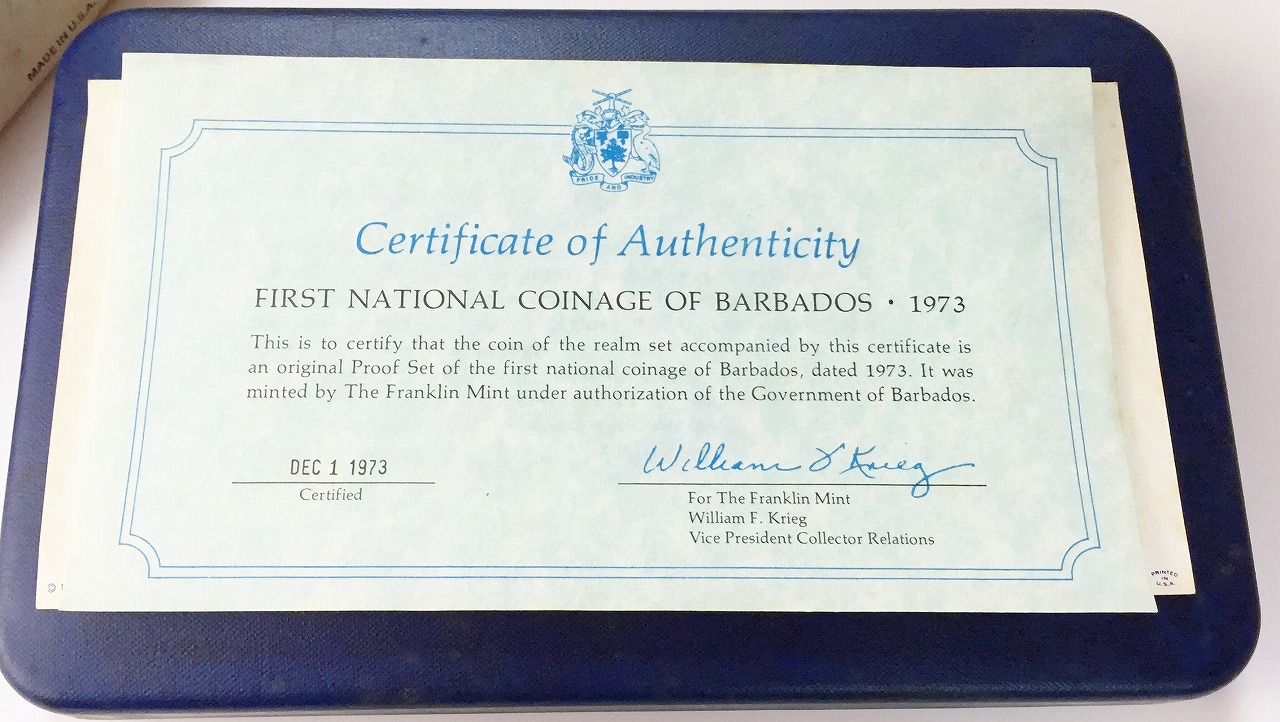 MADE IN U.S.A.
PRIDE AND INDUSTRY
Certificate of Authenticity
FIRST NATIONAL COINAGE OF BARBADOS · 1973
This is to certify that the coin of the realm set accompanied by this certificate is
an original Proof Set of the first national coinage of Barbados, dated 1973. It was
minted by The Franklin Mint under authorization of the Government of Barbados.
DEC 1 1973
Certified
William F Krieg
For The Franklin Mint
William F. Krieg
Vice President Collector Relations
© 1
PRINTED
IN
U.S.A.